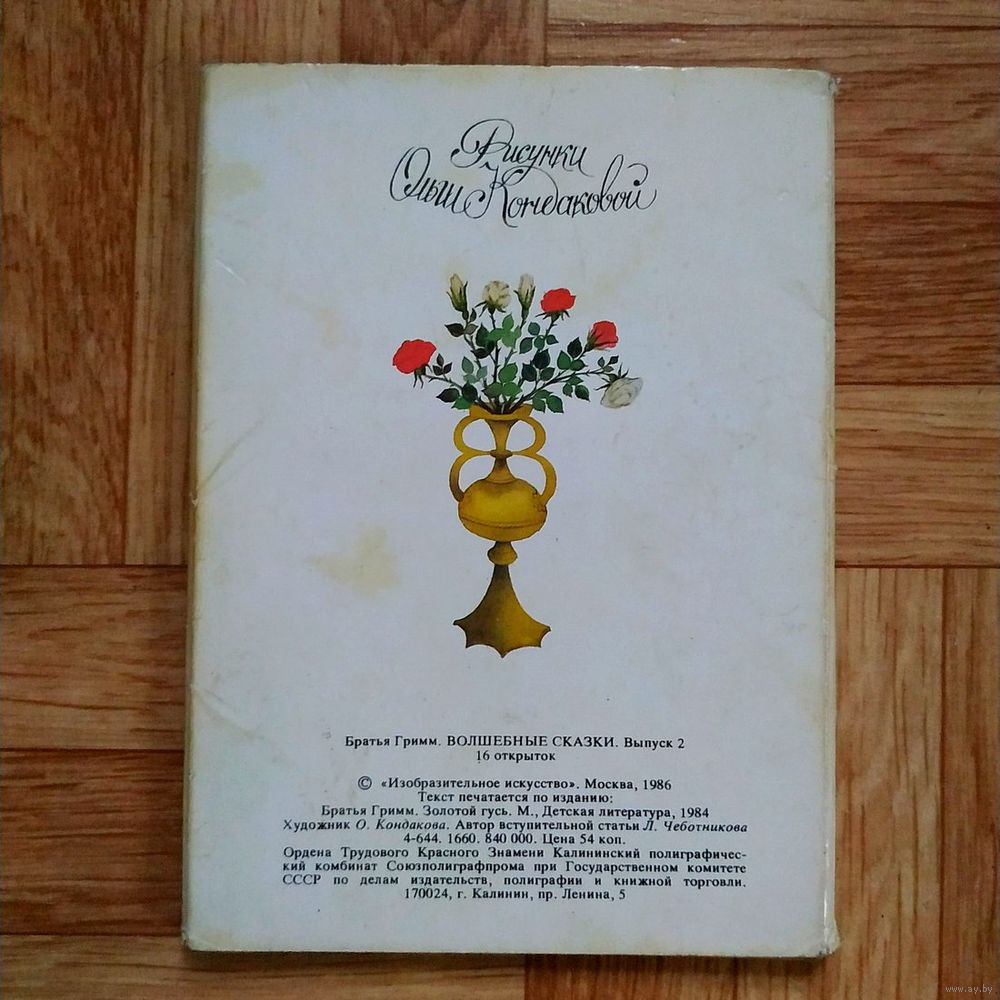 Рисунки
Ольги Кондаковой
Братья Гримм. ВОЛШЕБНЫЕ СКАЗКИ. Выпуск 2
16 открыток
© «Изобразительное искусство». Москва, 1986
Текст печатается по изданию:
Братья Гримм. Золотой гусь. М., Детская литература, 1984
Художник О. Кондакова. Автор вступительной статьи Л. Чеботникова
4-644. 1660. 840 000. Цена 54 коп.
Ордена Трудового Красного Знамени Калининский полиграфичес-
кий комбинат Союзполиграфпрома при Государственном комитете
СССР по делам издательств, полиграфии и книжной торговли.
170024, г. Калинин, пр. Ленина, 5
www.ay.by